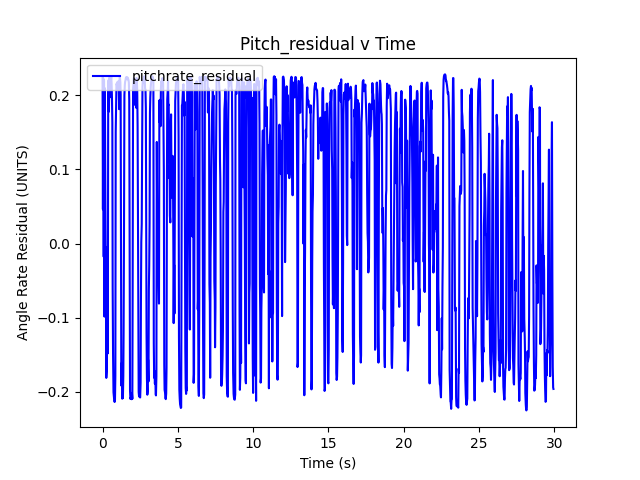 Pitch_residual v Time
pitchrate_residual
Angle Rate Residual (UNITS)
0.2
0.1
0.0
−0.1
−0.2
0 5 10 15 20 25 30
Time (s)